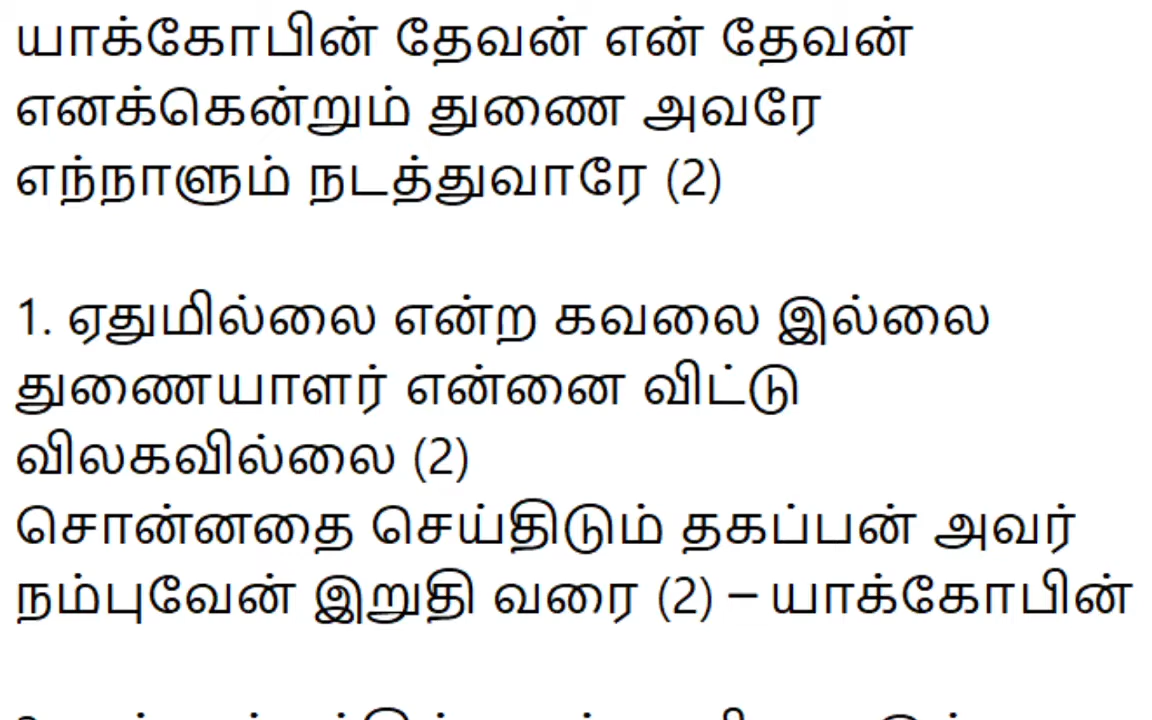 யாக்கோபின் தேவன் என் தேவன்
எனக்கென்றும் துணை அவரே
எந்நாளும் நடத்துவாரே (2)
1. ஏதுமில்லை என்ற கவலை இல்லை
துணையாளர் என்னை விட்டு
விலகவில்லை (2)
சொன்னதை செய்திடும் தகப்பன் அவர்
நம்புவேன் இறுதி வரை (2) – யாக்கோபின்